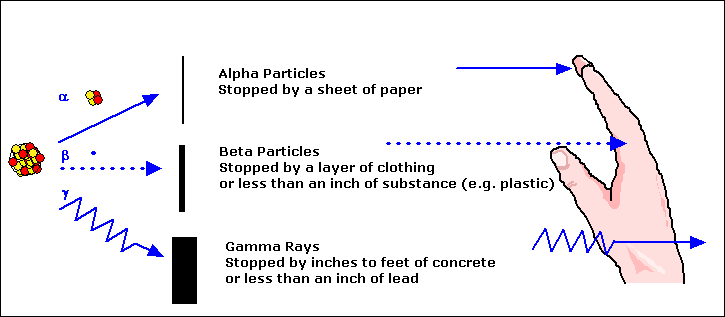 α
Alpha Particles
Stopped by a sheet of paper
β
Beta Particles
Stopped by a layer of clothing
or less than an inch of substance (e.g. plastic)
γ
Gamma Rays
Stopped by inches to feet of concrete
or less than an inch of lead